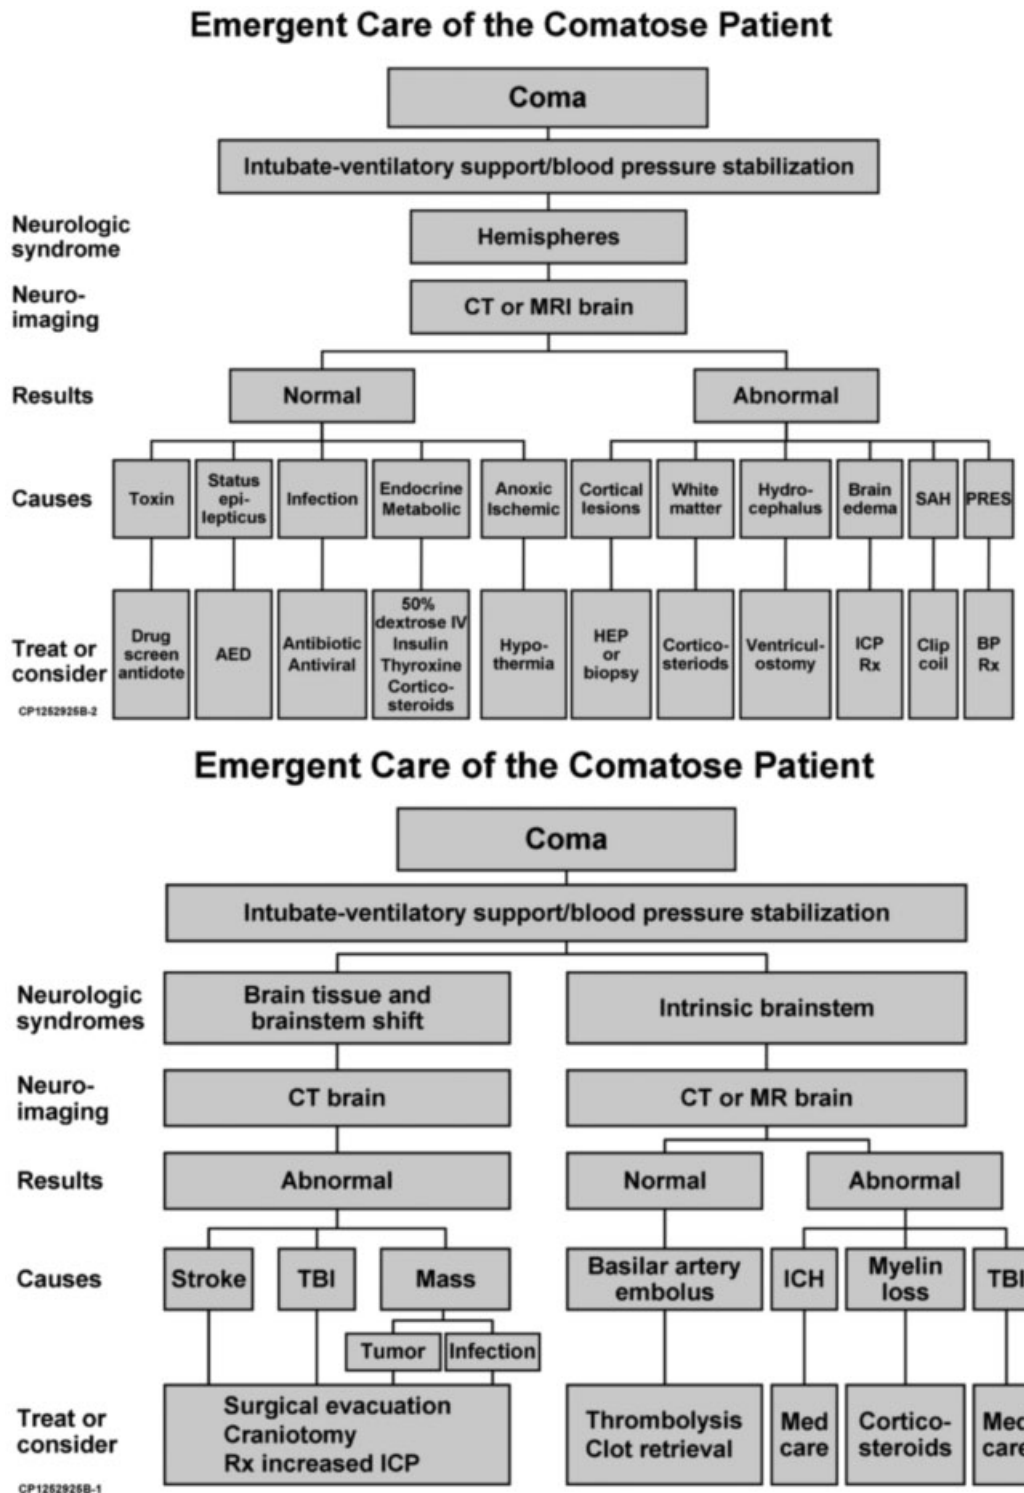 Emergent Care of the Comatose Patient
Coma
Intubate-ventilatory support/blood pressure stabilization
Neurologic
syndrome
Hemispheres
Neuro-
imaging
CT or MRI brain
Results
Normal
Abnormal
Causes
Toxin
Status
epi-
lepticus
Infection
Endocrine
Metabolic
Anoxic
Ischemic
Cortical
lesions
White
matter
Hydro-
cephalus
Brain
edema
SAH
PRES
Treat or
consider
Drug
screen
antidote
AED
Antibiotic
Antiviral
50%
dextrose IV
Insulin
Thyroxine
Cortico-
steroids
Hypo-
thermia
HEP
or
biopsy
Cortico-
steriods
Ventricul-
ostomy
ICP
Rx
Clip
coil
BP
Rx
CP1252925B-2
Emergent Care of the Comatose Patient
Coma
Intubate-ventilatory support/blood pressure stabilization
Neurologic
syndromes
Brain tissue and
brainstem shift
Intrinsic brainstem
Neuro-
imaging
CT brain
CT or MR brain
Results
Abnormal
Normal
Abnormal
Causes
Stroke
TBI
Mass
Basilar artery
embolus
ICH
Myelin
loss
TBI
Tumor
Infection
Treat or
consider
Surgical evacuation
Craniotomy
Rx increased ICP
Thrombolysis
Clot retrieval
Med
care
Cortico-
steroids
Med
care
CP1252925B-1